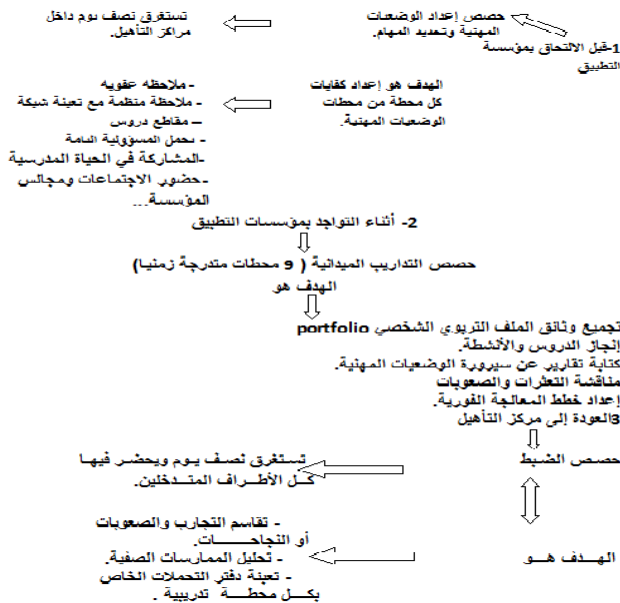 1-قبل الالتحاق بمؤسسة
التطبيق
حصص إعداد الوضعيات
المهنية وتحديد المهام.
تستغرق نصف يوم داخل
مراكز التأهيل.
الهدف هو إعداد كفايات
كل محطة من محطات
الوضعيات المهنية.
- ملاحظة عفوية
- ملاحظة منظمة مع تعبئة شبكة
– مقاطع دروس
- تحمل المسؤولية التامة
-المشاركة في الحياة المدرسية
-حضور الاجتماعات ومجالس
المؤسسة...
2- أثناء التواجد بمؤسسات التطبيق
حصص التداريب الميدانية ( 9 محطات متدرجة زمنيا)
الهدف هو
تجميع وثائق الملف التربوي الشخصي portfolio
إنجاز الدروس والأنشطة.
كتابة تقارير عن سيرورة الوضعيات المهنية.
مناقشة التعثرات والصعوبات
إعداد خطط المعالجة الفورية.
3العودة إلى مركز التأهيل
حصص الضبط
تستغرق نصف يوم ويحضر فيها
كل الأطراف المتدخلين.
الهدف هو
- تقاسم التجارب والصعوبات
أو النجاحات.
- تحليل الممارسات الصفية.
- تعبئة دفتر التحملات الخاص
بكل محطة تدريبية .